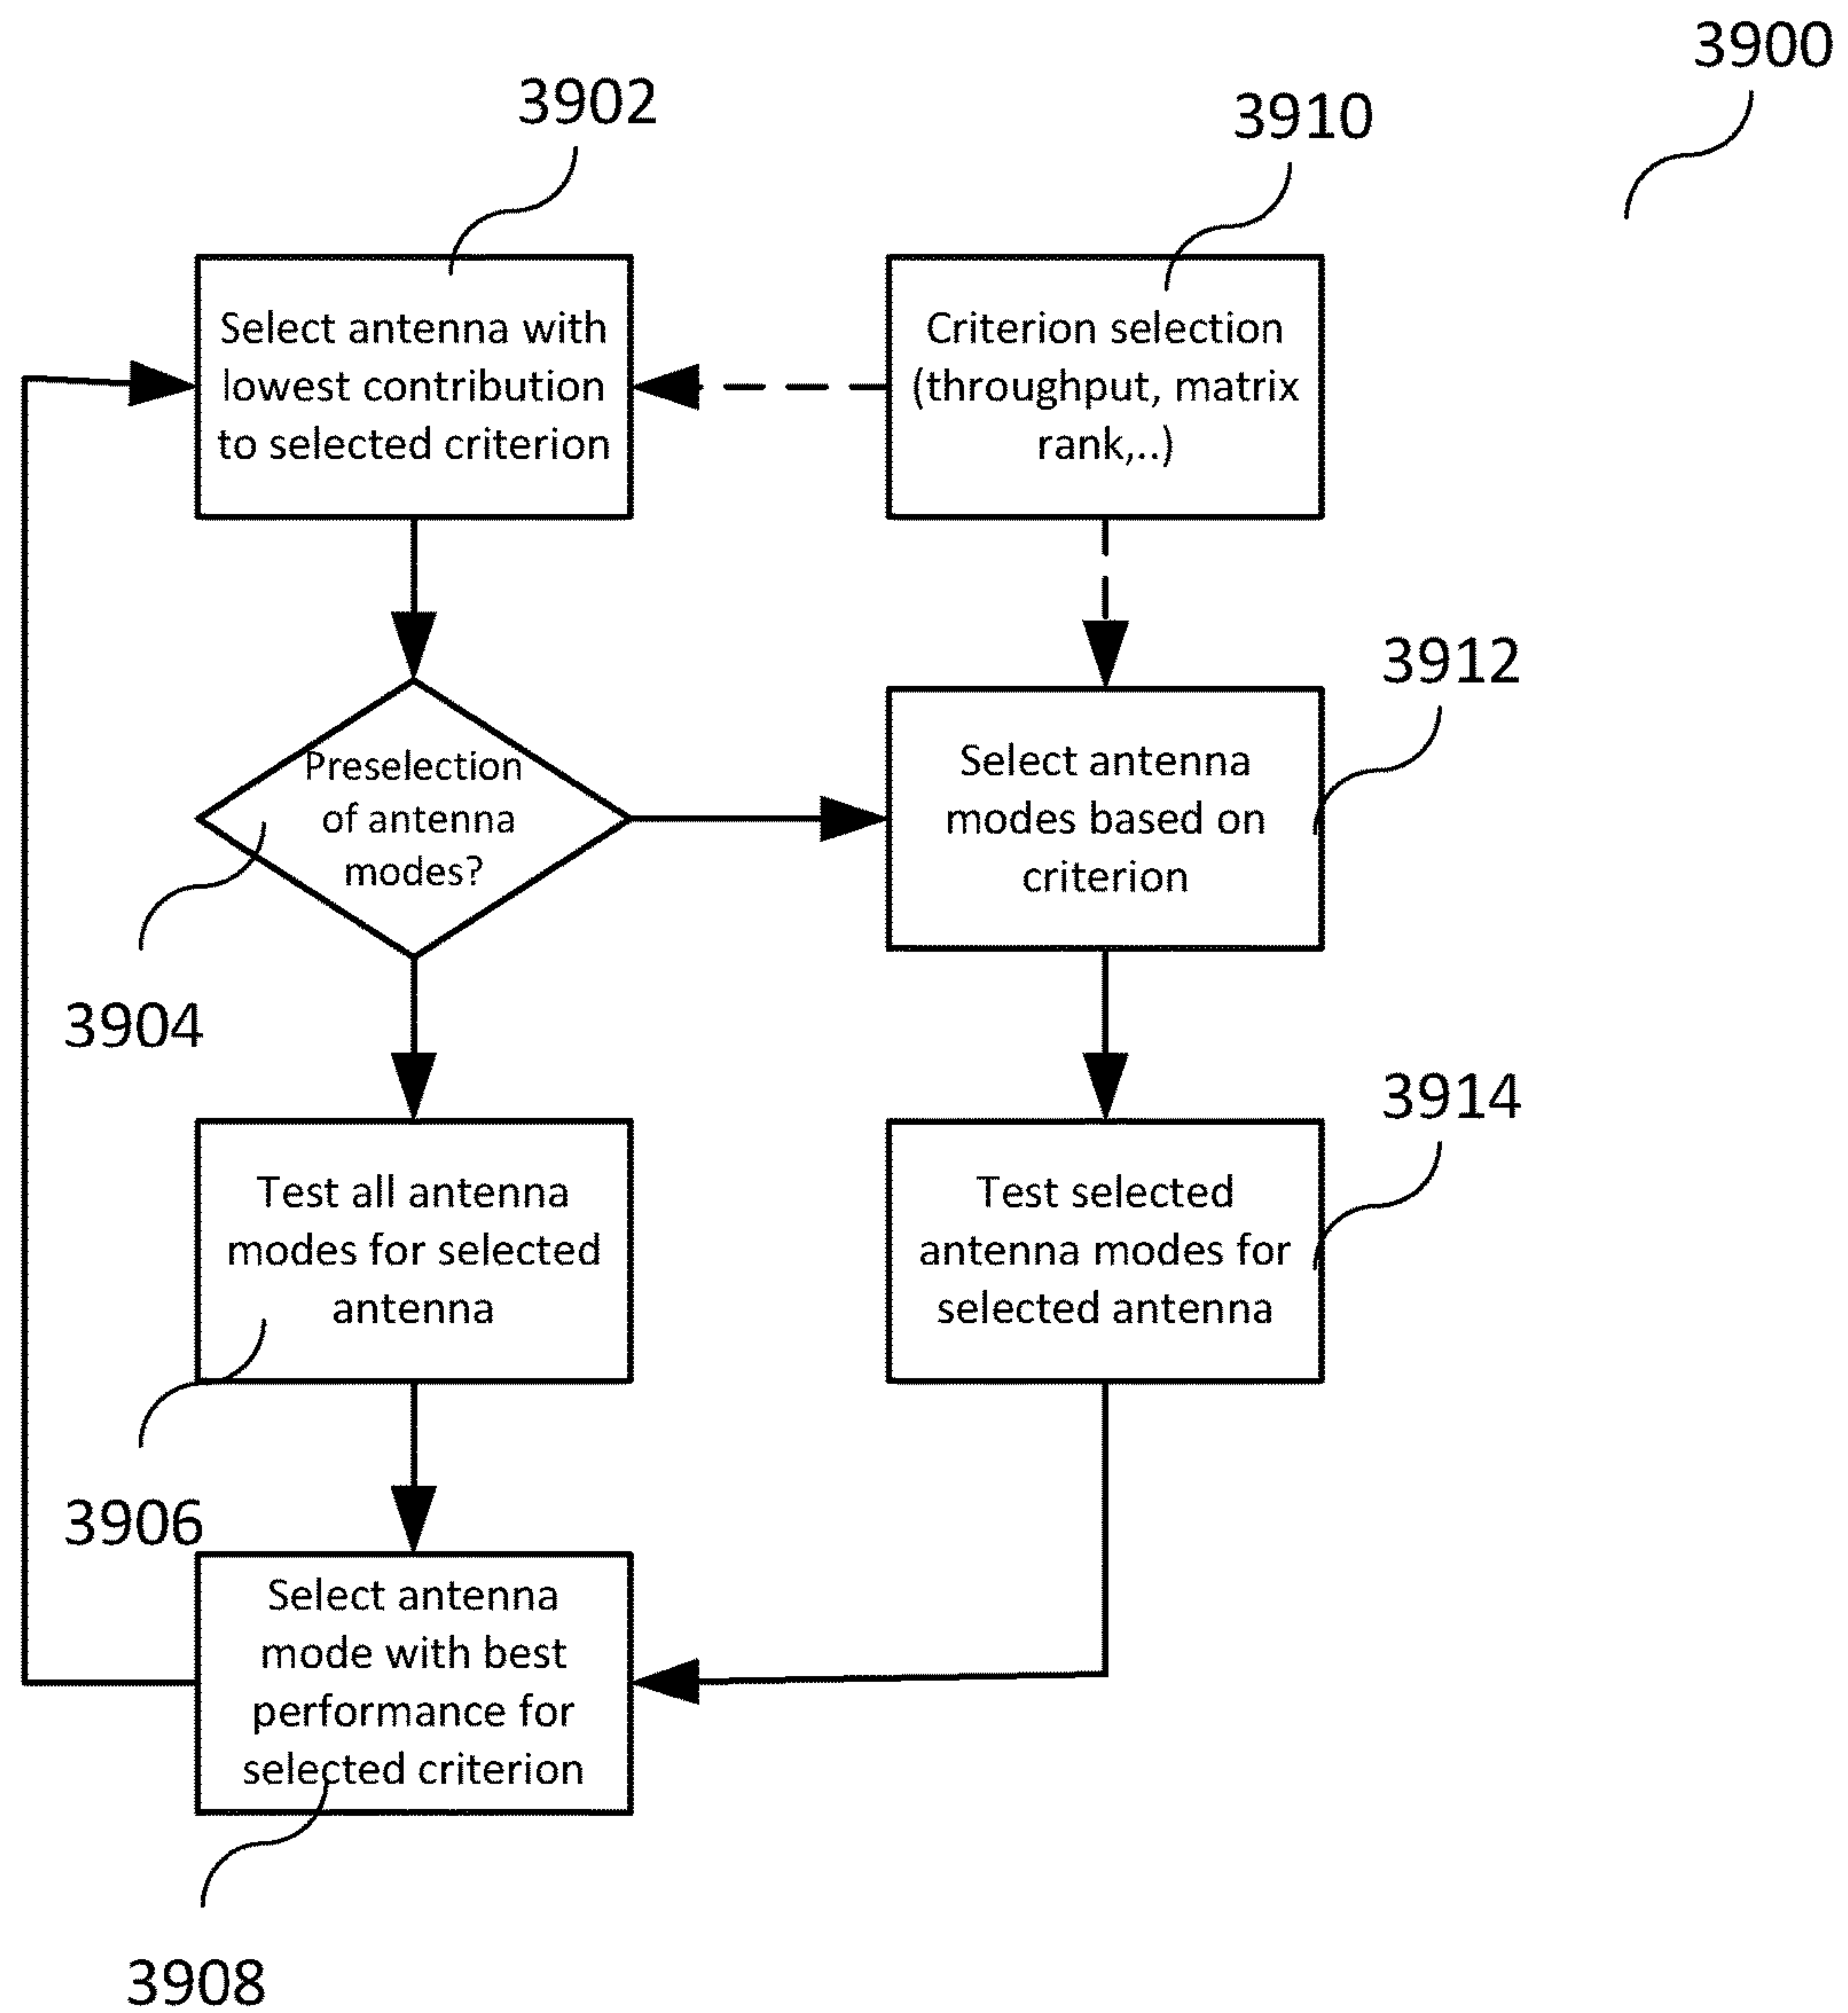 3900
3902
3910
Select antenna with
lowest contribution
to selected criterion
Criterion selection
(throughput, matrix
rank,..)
3912
Preselection
of antenna
modes?
Select antenna
modes based on
criterion
3904
3914
Test all antenna
modes for selected
antenna
Test selected
antenna modes for
selected antenna
3906
Select antenna
mode with best
performance for
selected criterion
3908